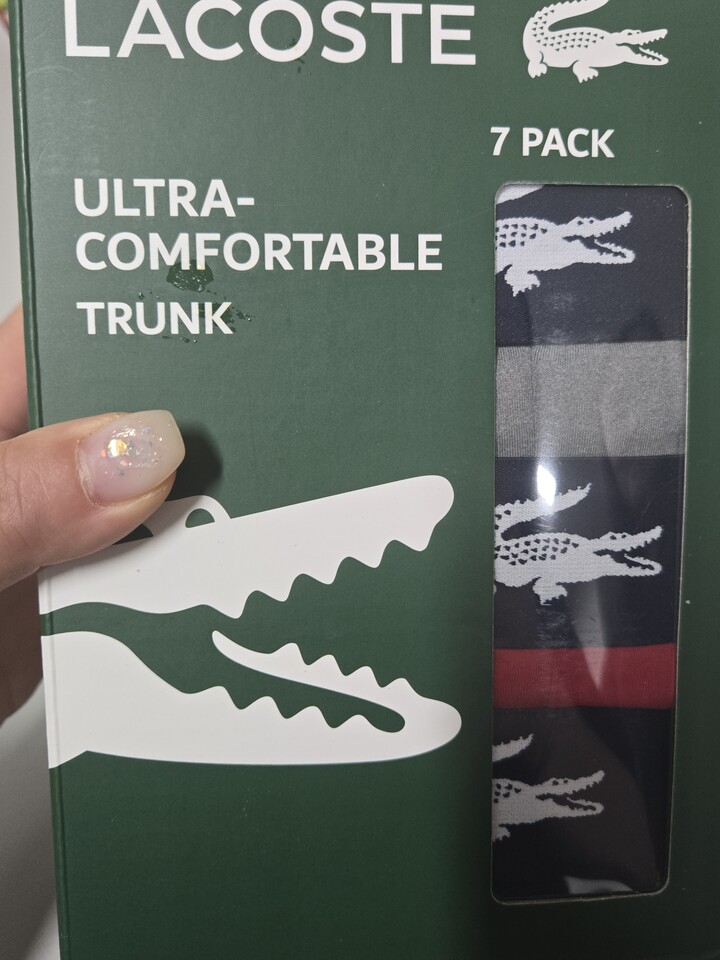 LACOSTE
7 PACK
ULTRA-
COMFORTABLE
TRUNK